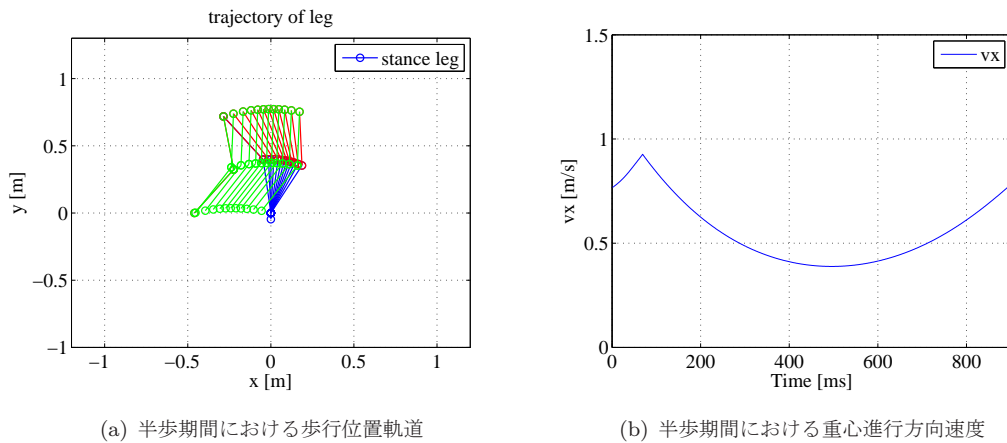 trajectory of leg
stance leg
1
0.5
0
−0.5
−1
y [m]
−1
−0.5
0
0.5
1
x [m]
(a) 半歩期間における歩行位置軌道
vx
1.5
1
0.5
0
vx [m/s]
0
200
400
600
800
Time [ms]
(b) 半歩期間における重心進行方向速度